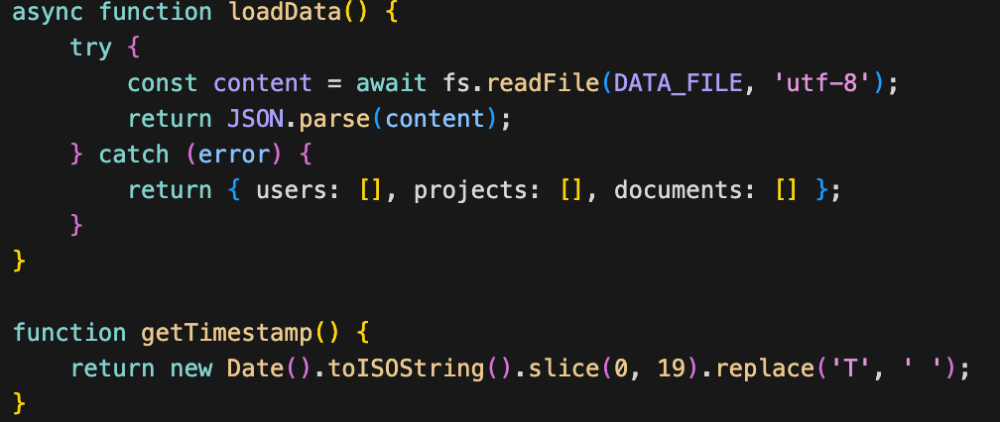 async function loadData() {
    try {
        const content = await fs.readFile(DATA_FILE, 'utf-8');
        return JSON.parse(content);
    } catch (error) {
        return { users: [], projects: [], documents: [] };
    }
}

function getTimestamp() {
    return new Date().toISOString().slice(0, 19).replace('T', ' ');
}